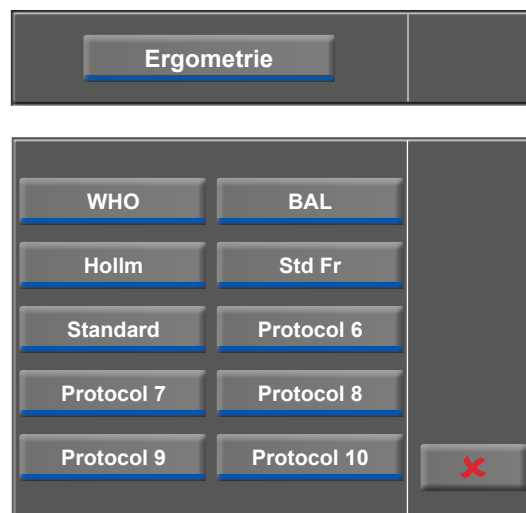 Ergometrie
WHO BAL
Hollm Std Fr
Standard Protocol 6
Protocol 7 Protocol 8
Protocol 9 Protocol 10